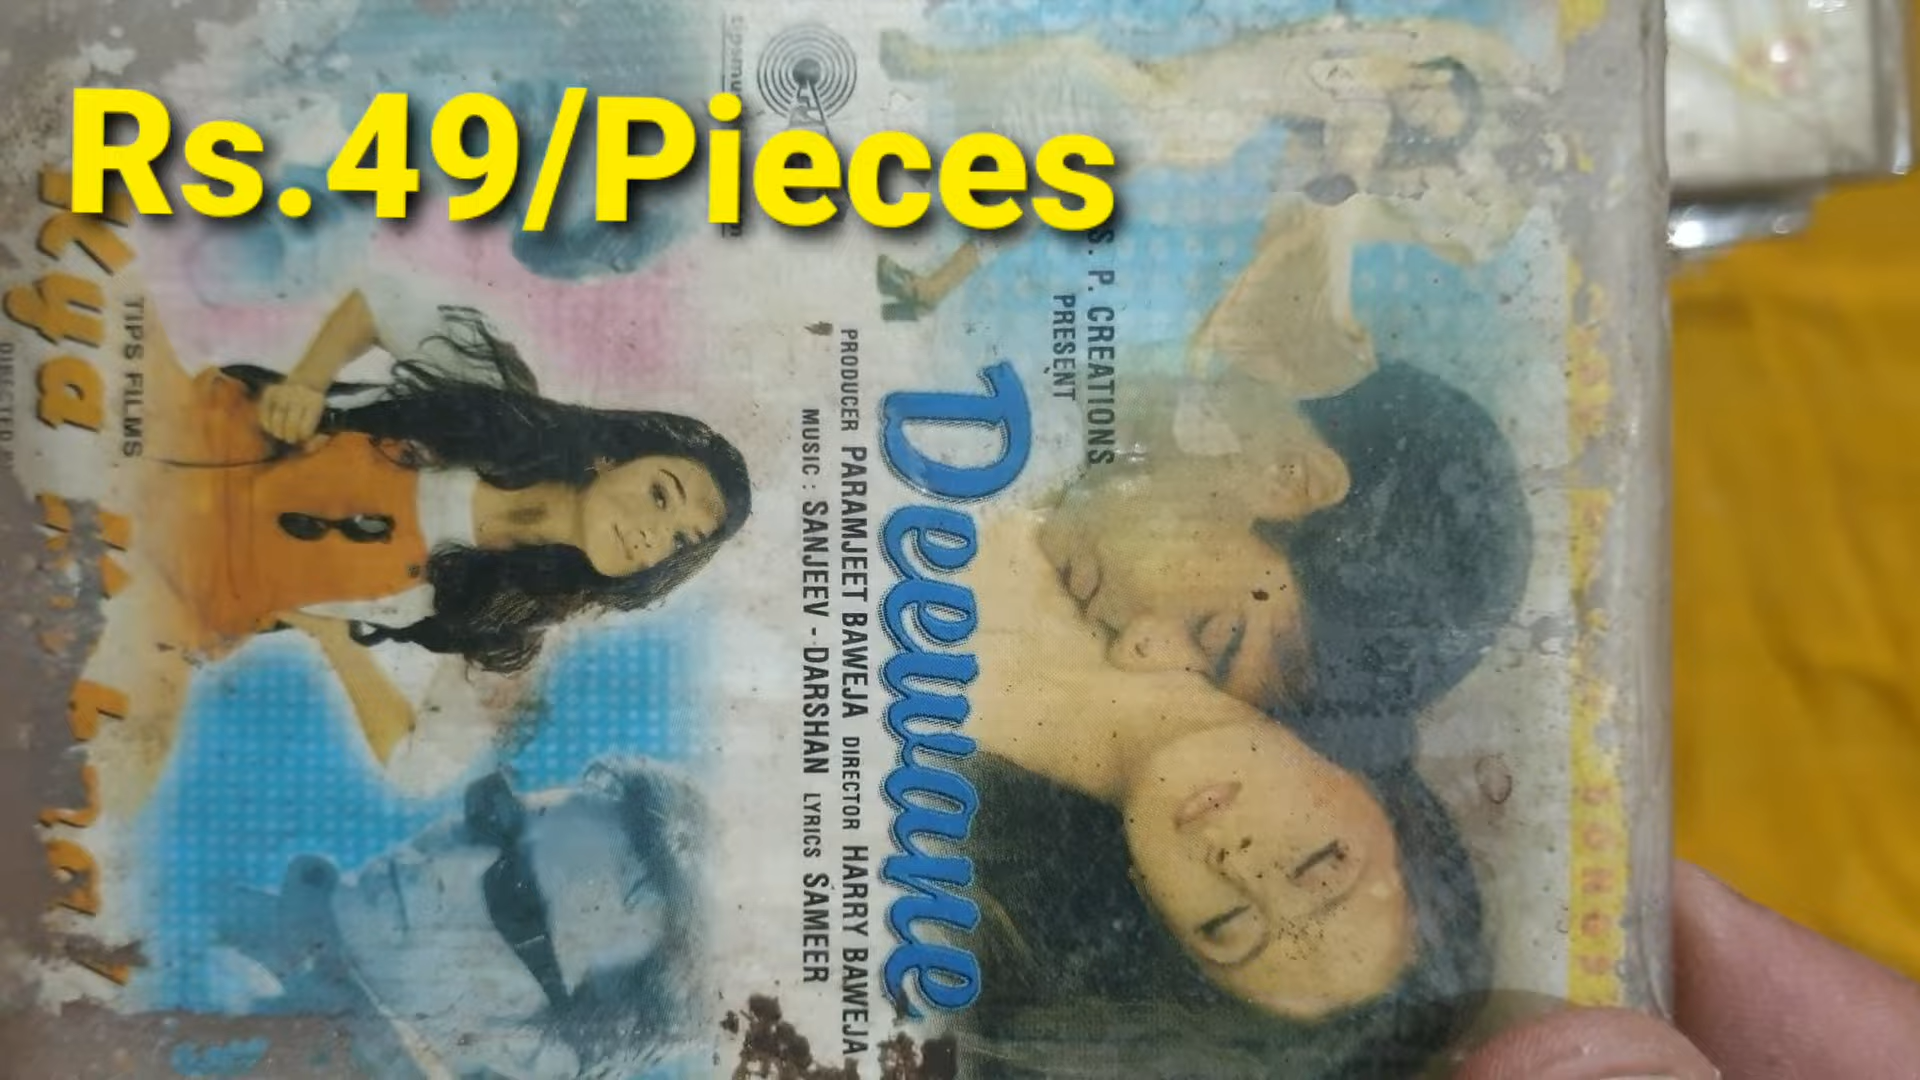 Rs.49/Pieces
S. P. CREATIONS
PRESENT
Deewane
PRODUCER PARAMJEET BAWEJA DIRECTOR HARRY BAWEJA
MUSIC : SANJEEV - DARSHAN LYRICS SAMEER
TIPS FILMS
Kya